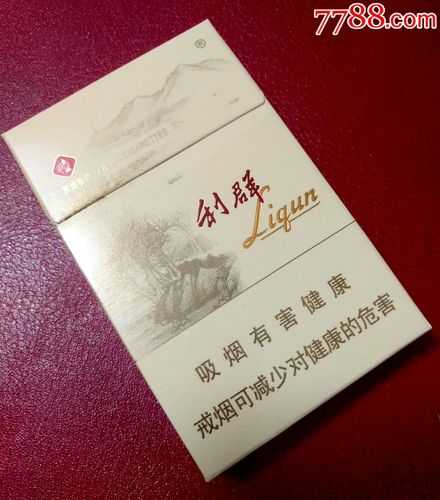 7788.com
®
利群
Liqun
吸烟有害健康
戒烟可减少对健康的危害